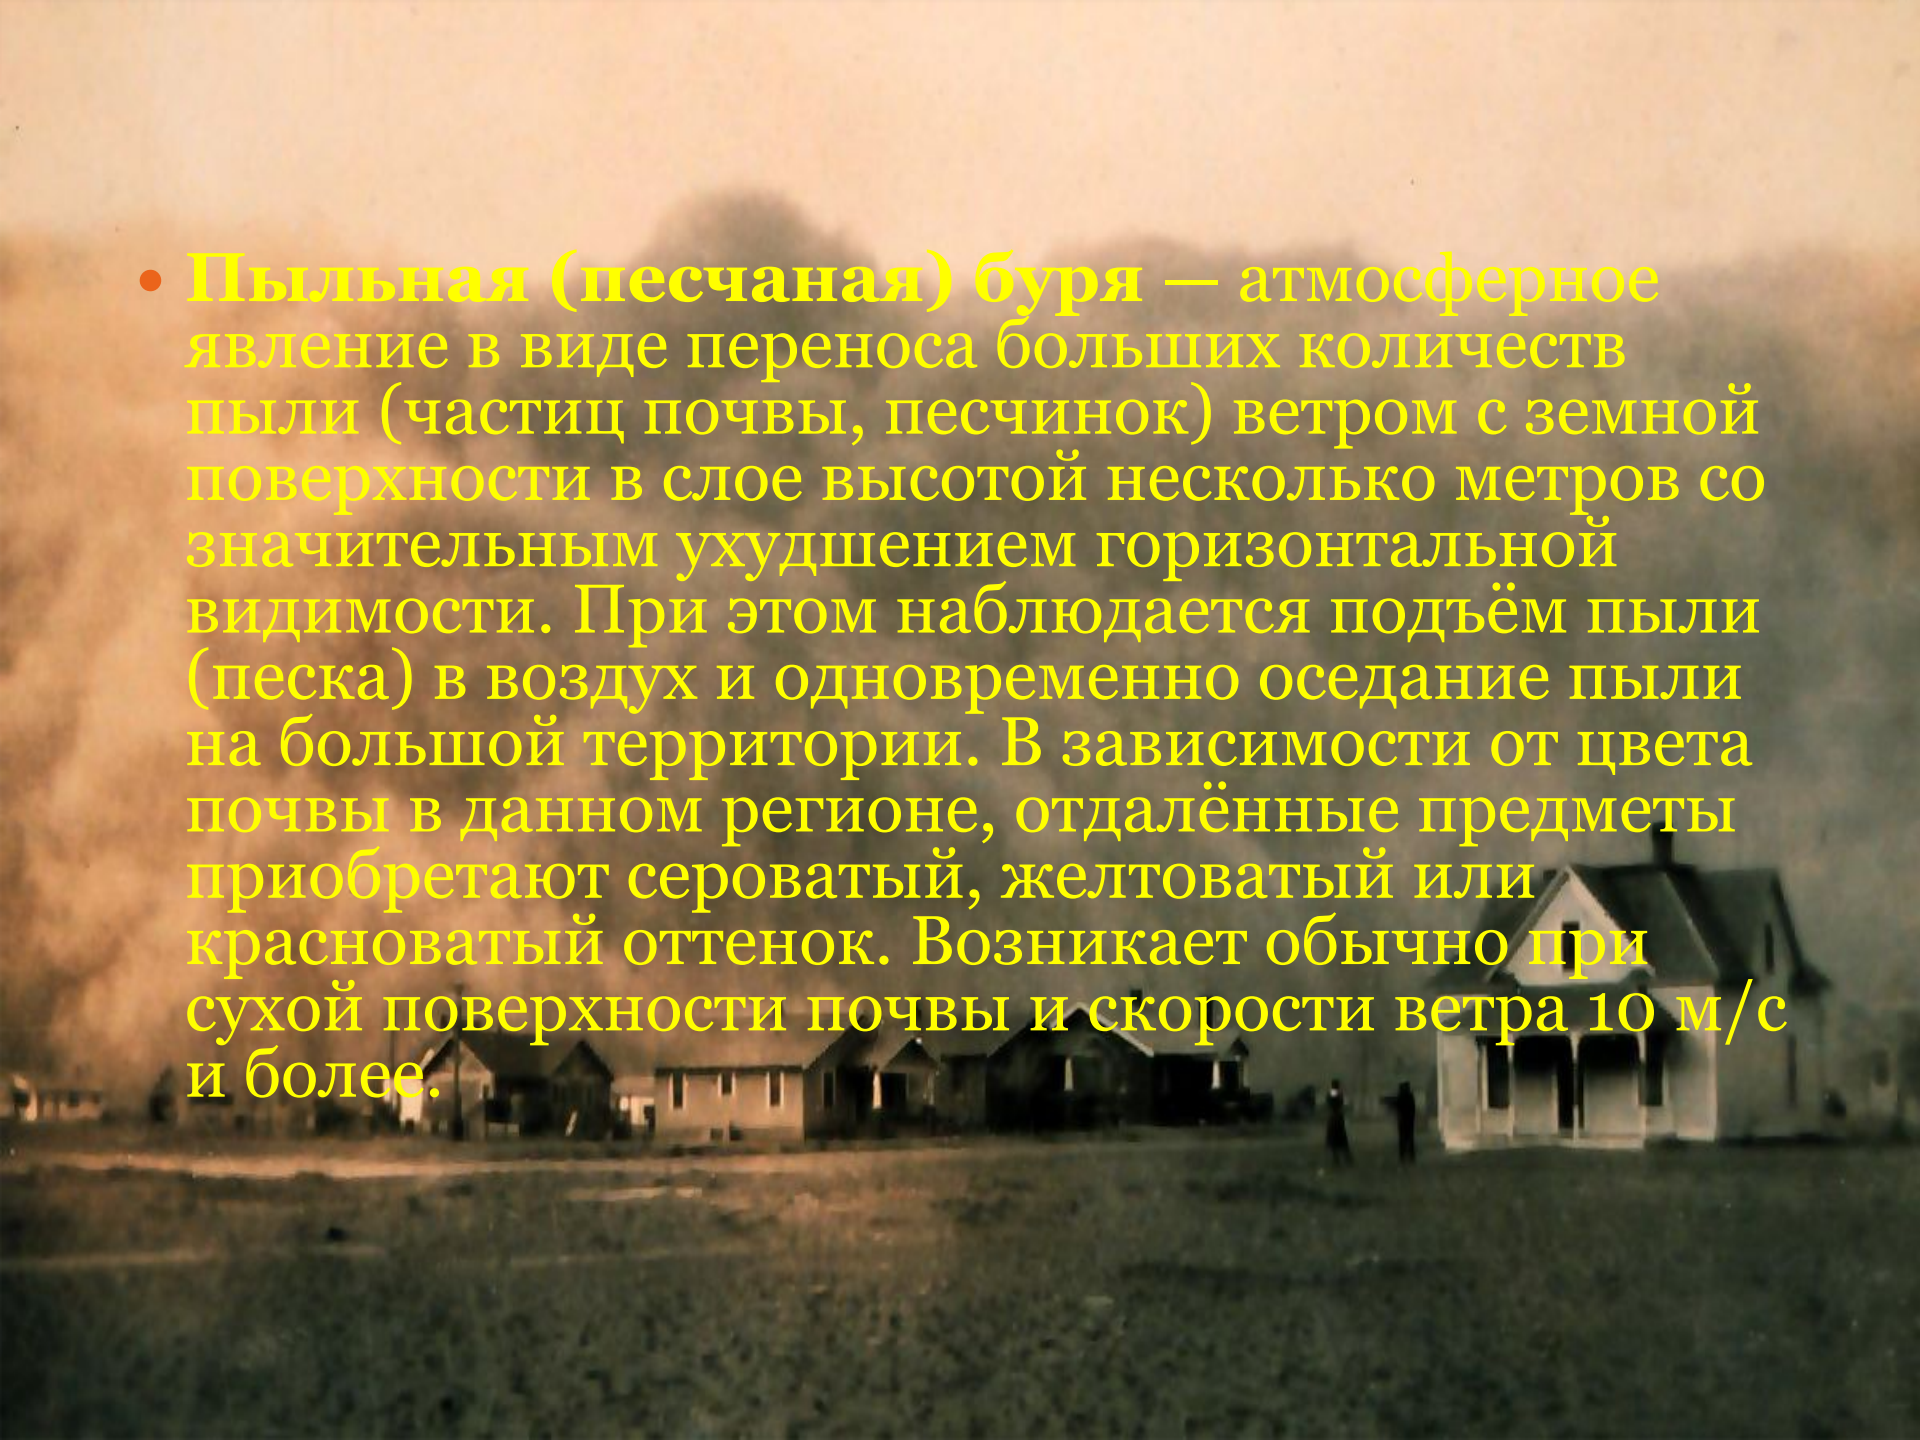 • Пыльная (песчаная) буря — атмосферное
явление в виде переноса больших количеств
пыли (частиц почвы, песчинок) ветром с земной
поверхности в слое высотой несколько метров со
значительным ухудшением горизонтальной
видимости. При этом наблюдается подъём пыли
(песка) в воздух и одновременно оседание пыли
на большой территории. В зависимости от цвета
почвы в данном регионе, отдалённые предметы
приобретают сероватый, желтоватый или
красноватый оттенок. Возникает обычно при
сухой поверхности почвы и скорости ветра 10 м/с
и более.